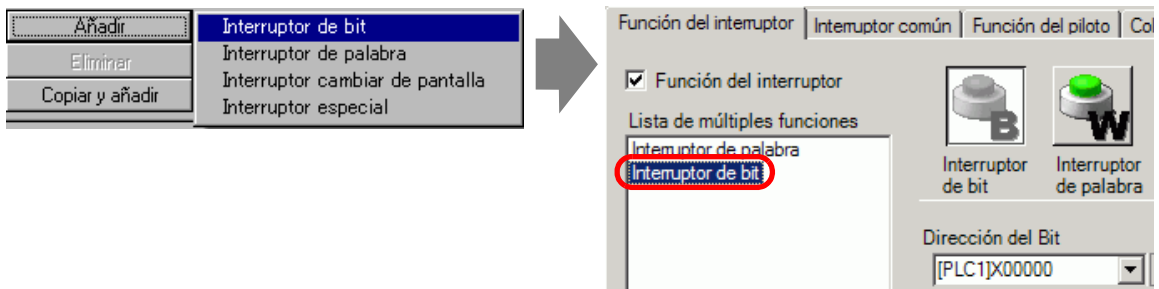 Añadir
Eliminar
Copiar y añadir
Interruptor de bit
Interruptor de palabra
Interruptor cambiar de pantalla
Interruptor especial
Función del interruptor
Interruptor común
Función del piloto
Col
Función del interruptor
Lista de múltiples funciones
Interruptor de palabra
Interruptor de bit
B
W
Interruptor
de bit
Interruptor
de palabra
Dirección del Bit
[PLC1]X00000